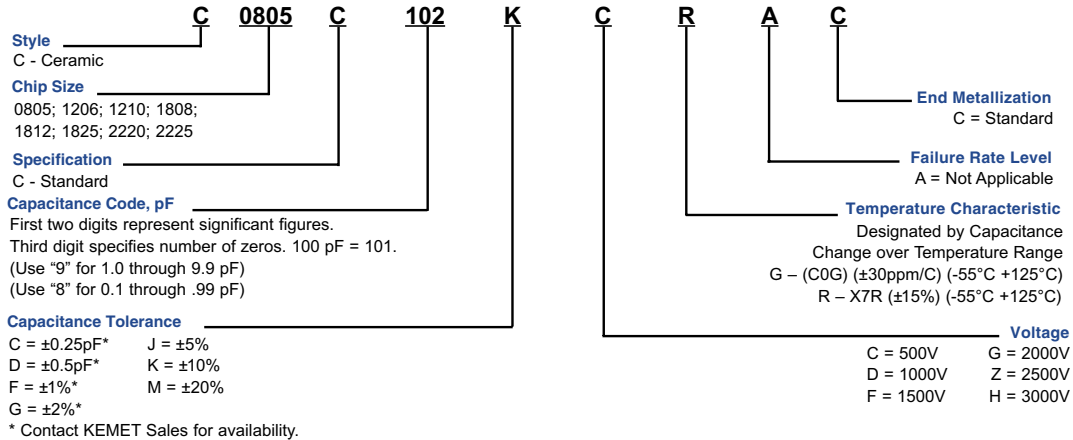 C 0805 C 102 K C R A C
Style
C - Ceramic
Chip Size
0805; 1206; 1210; 1808;
1812; 1825; 2220; 2225
Specification
C - Standard
Capacitance Code, pF
First two digits represent significant figures.
Third digit specifies number of zeros. 100 pF = 101.
(Use “9” for 1.0 through 9.9 pF)
(Use “8” for 0.1 through .99 pF)
Capacitance Tolerance
C = ±0.25pF* J = ±5%
D = ±0.5pF* K = ±10%
F = ±1%* M = ±20%
G = ±2%*
* Contact KEMET Sales for availability.
End Metallization
C = Standard
Failure Rate Level
A = Not Applicable
Temperature Characteristic
Designated by Capacitance
Change over Temperature Range
G – (C0G) (±30ppm/C) (-55°C +125°C)
R – X7R (±15%) (-55°C +125°C)
Voltage
C = 500V G = 2000V
D = 1000V Z = 2500V
F = 1500V H = 3000V